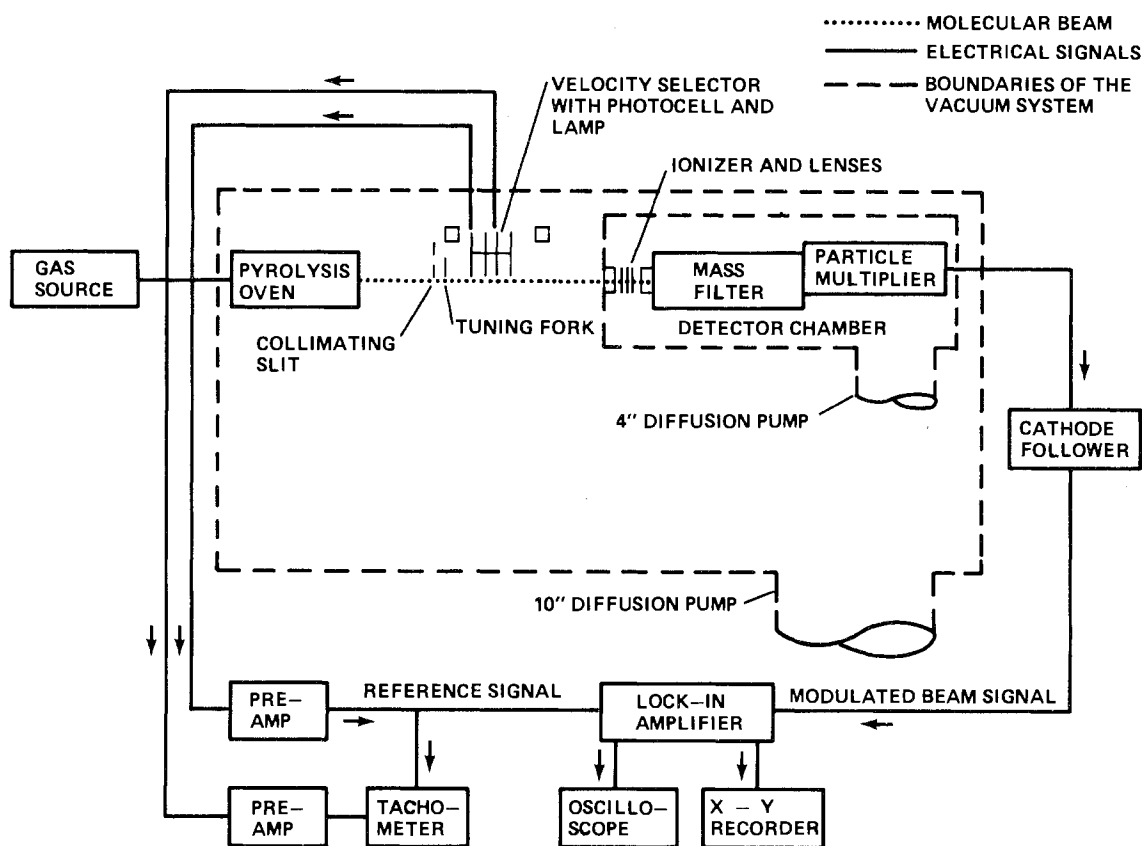 MOLECULAR BEAM
ELECTRICAL SIGNALS
BOUNDARIES OF THE
VACUUM SYSTEM
VELOCITY SELECTOR
WITH PHOTOCELL AND
LAMP
IONIZER AND LENSES
GAS
SOURCE
PYROLYSIS
OVEN
MASS
FILTER
PARTICLE
MULTIPLIER
COLLIMATING
SLIT
TUNING FORK
DETECTOR CHAMBER
4" DIFFUSION PUMP
CATHODE
FOLLOWER
10" DIFFUSION PUMP
PRE–
AMP
REFERENCE SIGNAL
LOCK–IN
AMPLIFIER
MODULATED BEAM SIGNAL
PRE–
AMP
TACHO–
METER
OSCILLO–
SCOPE
X – Y
RECORDER